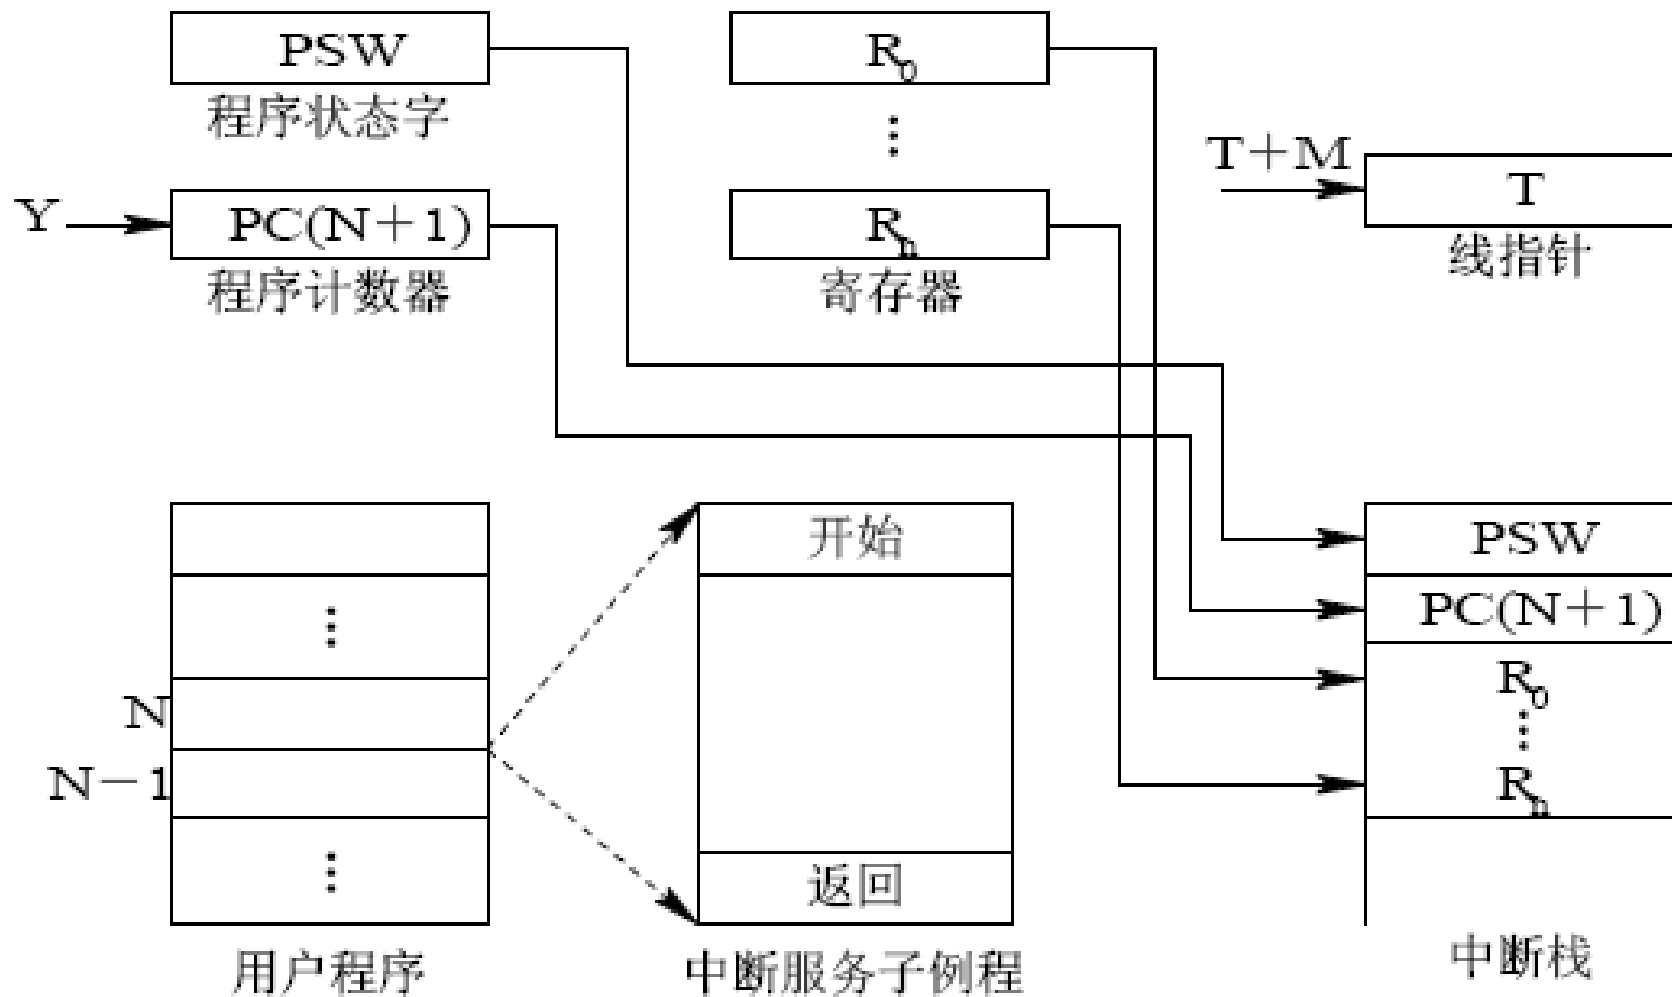 PSW
程序状态字
Y
PC(N+1)
程序计数器
R0
⋮
Rn
寄存器
T+M
T
线指针
N
N-1
⋮
⋮
用户程序
开始
返回
中断服务子例程
PSW
PC(N+1)
R0
⋮
Rn
中断栈